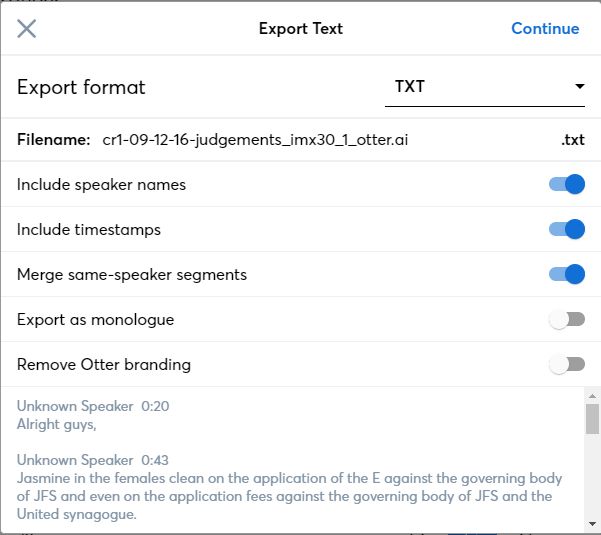 Export Text
Continue
Export format
TXT
Filename: cr1-09-12-16-judgements_imx30_1_otter.ai .txt
Include speaker names
Include timestamps
Merge same-speaker segments
Export as monologue
Remove Otter branding
Unknown Speaker 0:20
Alright guys,
Unknown Speaker 0:43
Jasmine in the females clean on the application of the E against the governing body
of JFS and even on the application fees against the governing body of JFS and the
United synagogue.